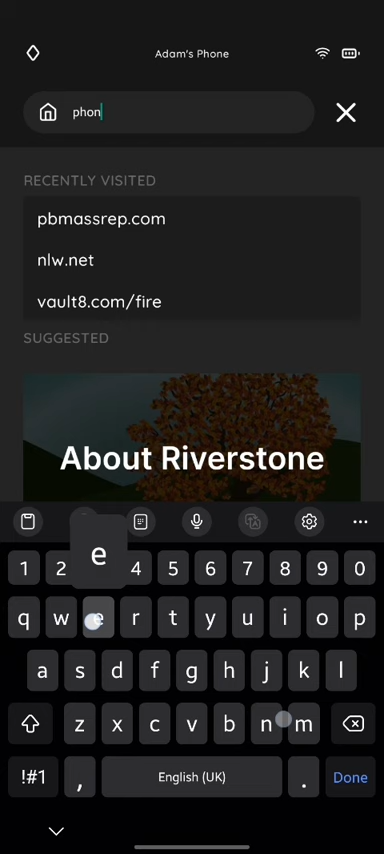 Adam's Phone
phon
RECENTLY VISITED
pbmassrep.com
nlw.net
vault8.com/fire
SUGGESTED
About Riverstone
e
1 2 4 5 6 7 8 9 0
q w e r t y u i o p
a s d f g h j k l
z x c v b n m
!#1 , English (UK) . Done